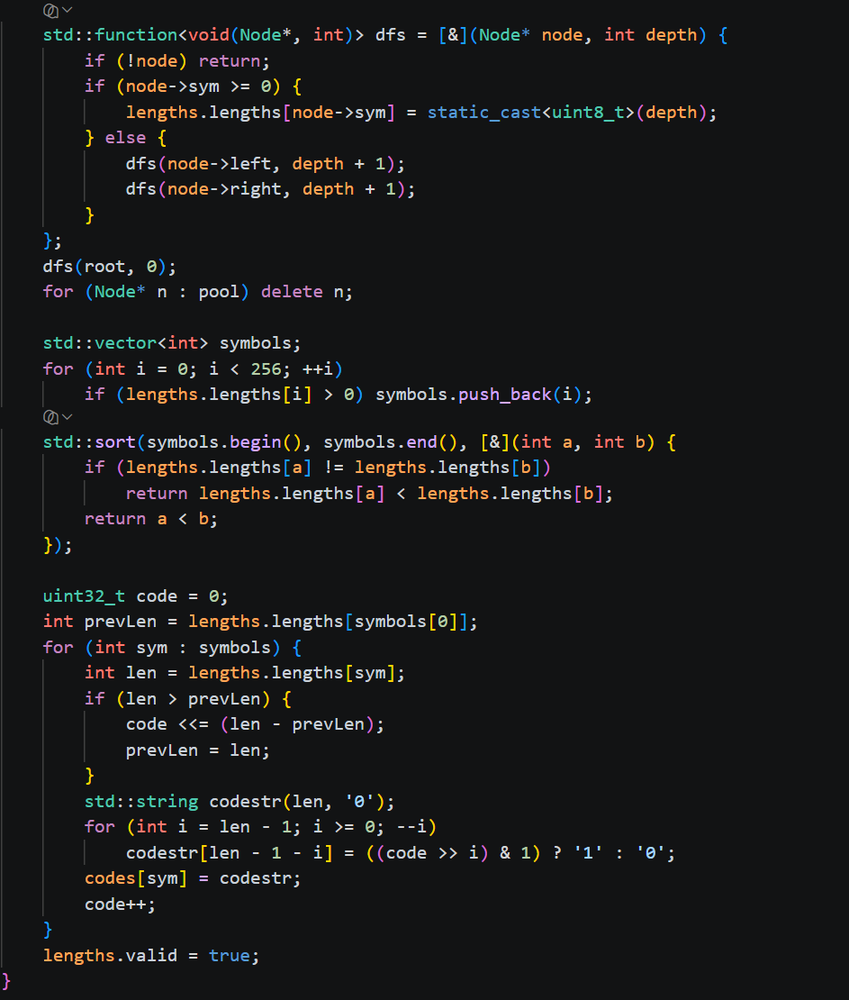 std::function<void(Node*, int)> dfs = [&](Node* node, int depth) {
    if (!node) return;
    if (node->sym >= 0) {
        lengths.lengths[node->sym] = static_cast<uint8_t>(depth);
    } else {
        dfs(node->left, depth + 1);
        dfs(node->right, depth + 1);
    }
};
dfs(root, 0);
for (Node* n : pool) delete n;

std::vector<int> symbols;
for (int i = 0; i < 256; ++i)
    if (lengths.lengths[i] > 0) symbols.push_back(i);
std::sort(symbols.begin(), symbols.end(), [&](int a, int b) {
    if (lengths.lengths[a] != lengths.lengths[b])
        return lengths.lengths[a] < lengths.lengths[b];
    return a < b;
});

uint32_t code = 0;
int prevLen = lengths.lengths[symbols[0]];
for (int sym : symbols) {
    int len = lengths.lengths[sym];
    if (len > prevLen) {
        code <<= (len - prevLen);
        prevLen = len;
    }
    std::string codestr(len, '0');
    for (int i = len - 1; i >= 0; --i)
        codestr[len - 1 - i] = ((code >> i) & 1) ? '1' : '0';
    codes[sym] = codestr;
    code++;
}
lengths.valid = true;
}